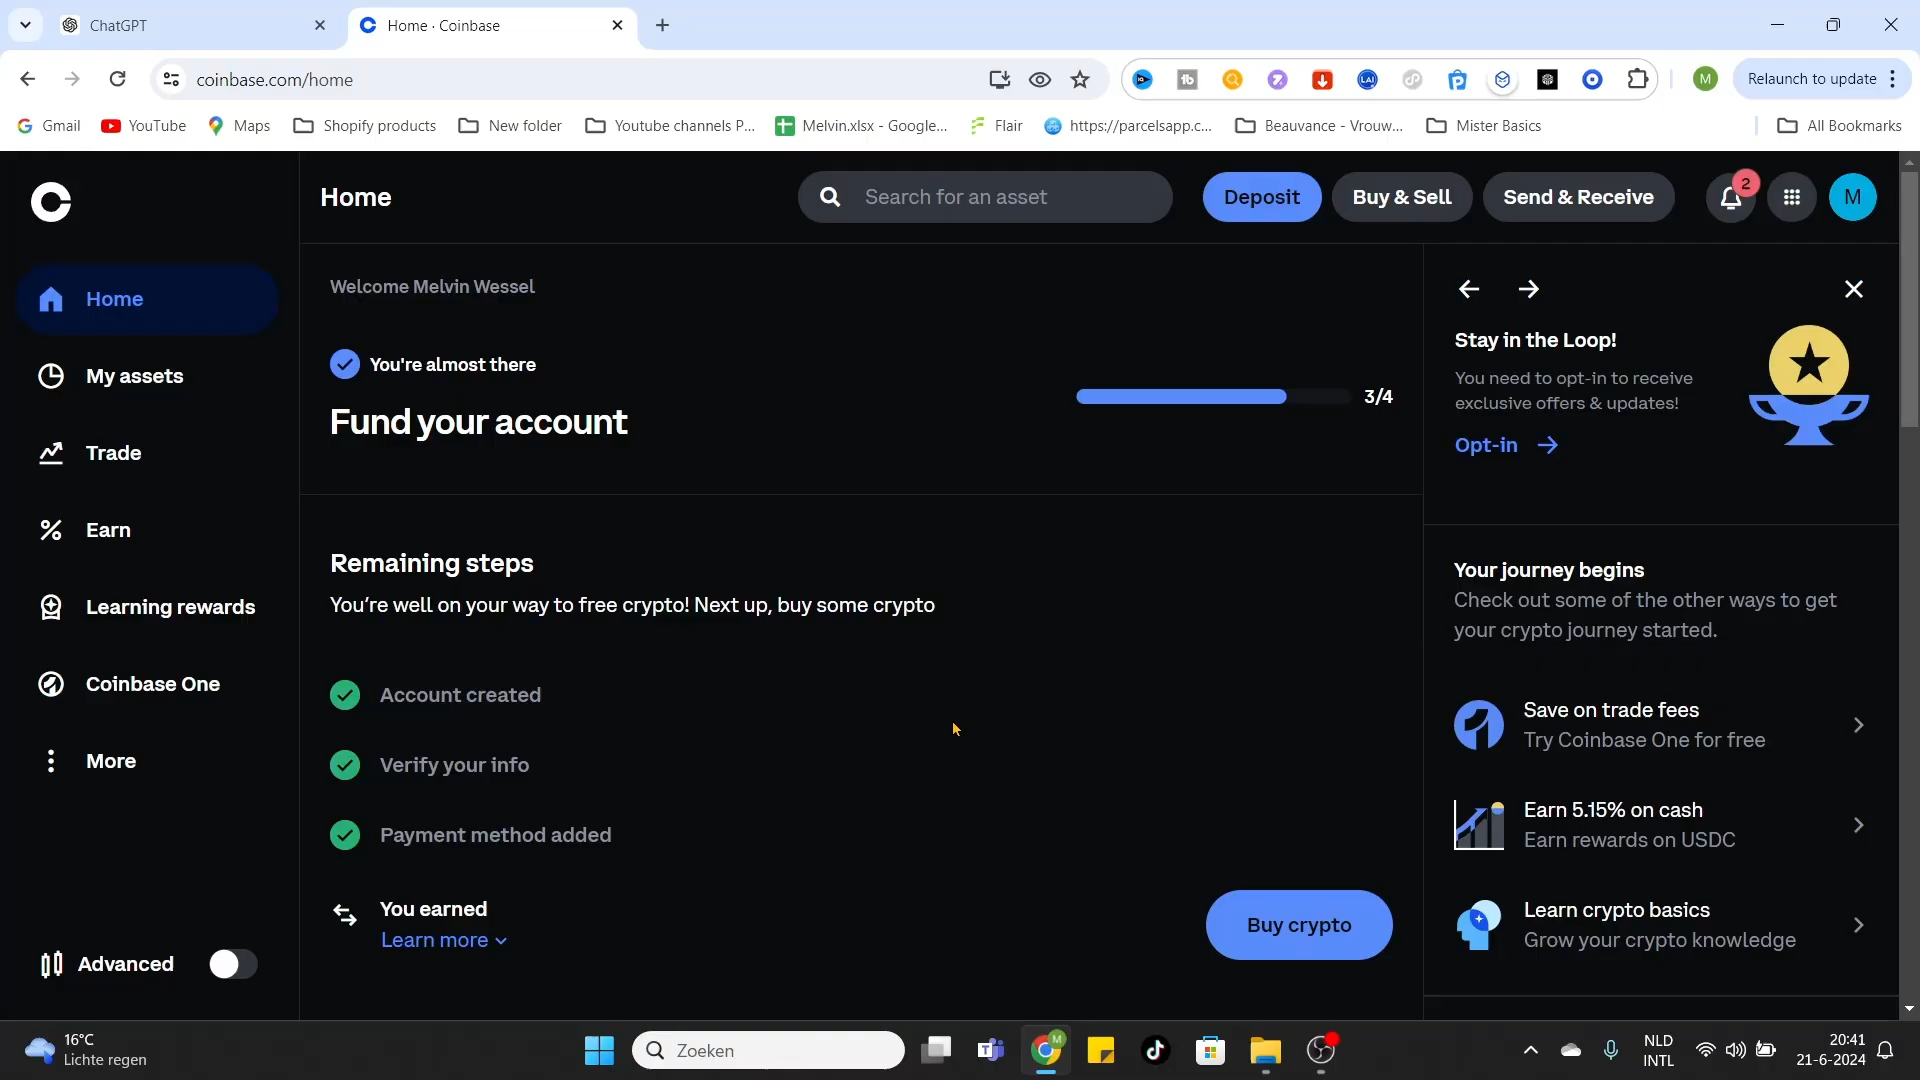 ChatGPT
Home · Coinbase
coinbase.com/home
M
Relaunch to update
Gmail
YouTube
Maps
Shopify products
New folder
Youtube channels P...
Melvin.xlsx - Google...
Flair
https://parcelsapp.c...
Beauvance - Vrouw...
Mister Basics
All Bookmarks
Home
Search for an asset
Deposit
Buy & Sell
Send & Receive
2
M
Home
My assets
Trade
Earn
Learning rewards
Coinbase One
More
Advanced
Welcome Melvin Wessel
You're almost there
Fund your account
3/4
Remaining steps
You're well on your way to free crypto! Next up, buy some crypto
Account created
Verify your info
Payment method added
You earned
Learn more
Buy crypto
Stay in the Loop!
You need to opt-in to receive
exclusive offers & updates!
Opt-in
Your journey begins
Check out some of the other ways to get
your crypto journey started.
Save on trade fees
Try Coinbase One for free
Earn 5.15% on cash
Earn rewards on USDC
Learn crypto basics
Grow your crypto knowledge
16°C
Lichte regen
Zoeken
NLD
INTL
20:41
21-6-2024